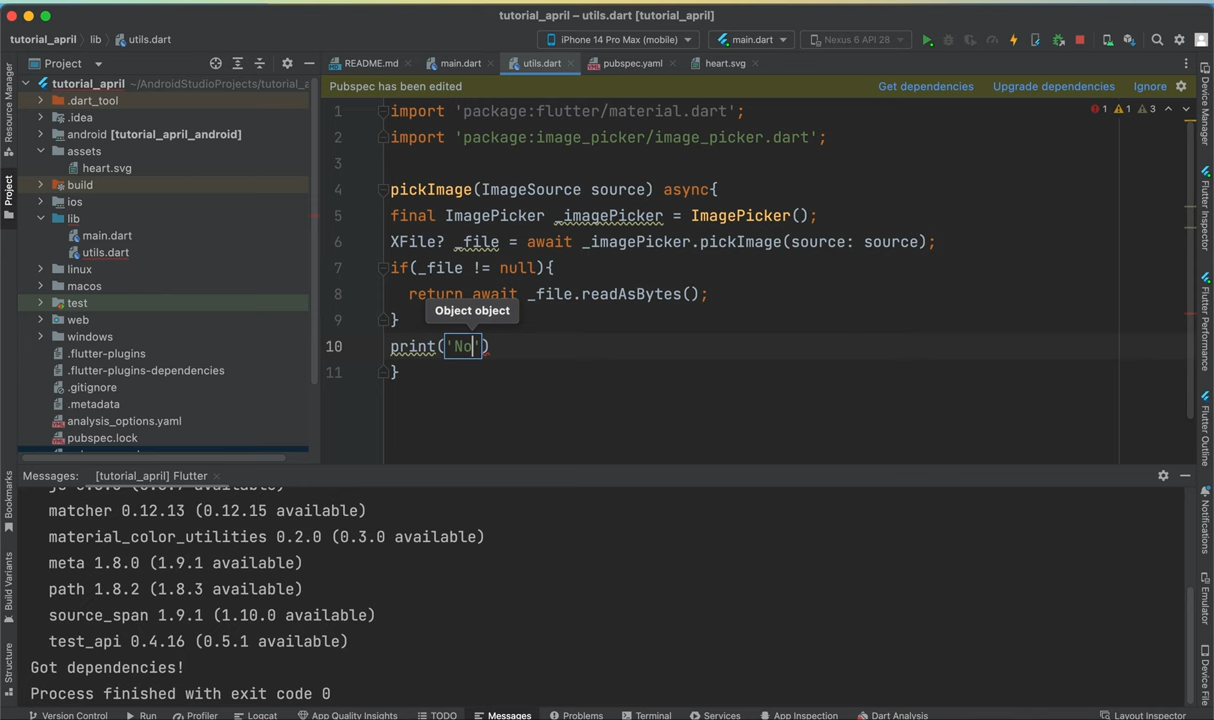 tutorial_april – utils.dart [tutorial_april]
tutorial_april lib utils.dart
iPhone 14 Pro Max (mobile) main.dart Nexus 6 API 28
Project
README.md main.dart utils.dart pubspec.yaml heart.svg
Pubspec has been edited Get dependencies Upgrade dependencies Ignore
tutorial_april ~/AndroidStudioProjects/tutorial_a
.dart_tool
.idea
android [tutorial_april_android]
assets
heart.svg
build
ios
lib
main.dart
utils.dart
linux
macos
test
web
windows
.flutter-plugins
.flutter-plugins-dependencies
.gitignore
.metadata
analysis_options.yaml
pubspec.lock
1 import 'package:flutter/material.dart';
2 import 'package:image_picker/image_picker.dart';
3
4 pickImage(ImageSource source) async{
5 final ImagePicker _imagePicker = ImagePicker();
6 XFile? _file = await _imagePicker.pickImage(source: source);
7 if(_file != null){
8 return await _file.readAsBytes();
9 }
Object object
10 print('No')
11 }
1 1 3
Messages: [tutorial_april] Flutter
matcher 0.12.13 (0.12.15 available)
material_color_utilities 0.2.0 (0.3.0 available)
meta 1.8.0 (1.9.1 available)
path 1.8.2 (1.8.3 available)
source_span 1.9.1 (1.10.0 available)
test_api 0.4.16 (0.5.1 available)
Got dependencies!
Process finished with exit code 0
Version Control Run Profiler Logcat App Quality Insights TODO Messages Problems Terminal Services App Inspection Dart Analysis Layout Inspector
Resource Manager
Project
Bookmarks
Build Variants
Structure
Device Manager
Flutter Inspector
Flutter Performance
Flutter Outline
Notifications
Emulator
Device File